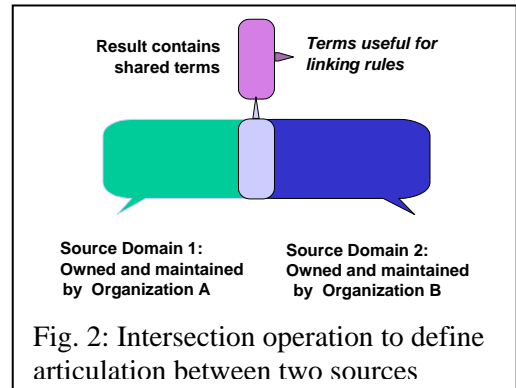 Result contains
shared terms
Terms useful for
linking rules
Source Domain 1:
Owned and maintained
by Organization A
Source Domain 2:
Owned and maintained
by Organization B
Fig. 2: Intersection operation to define
articulation between two sources